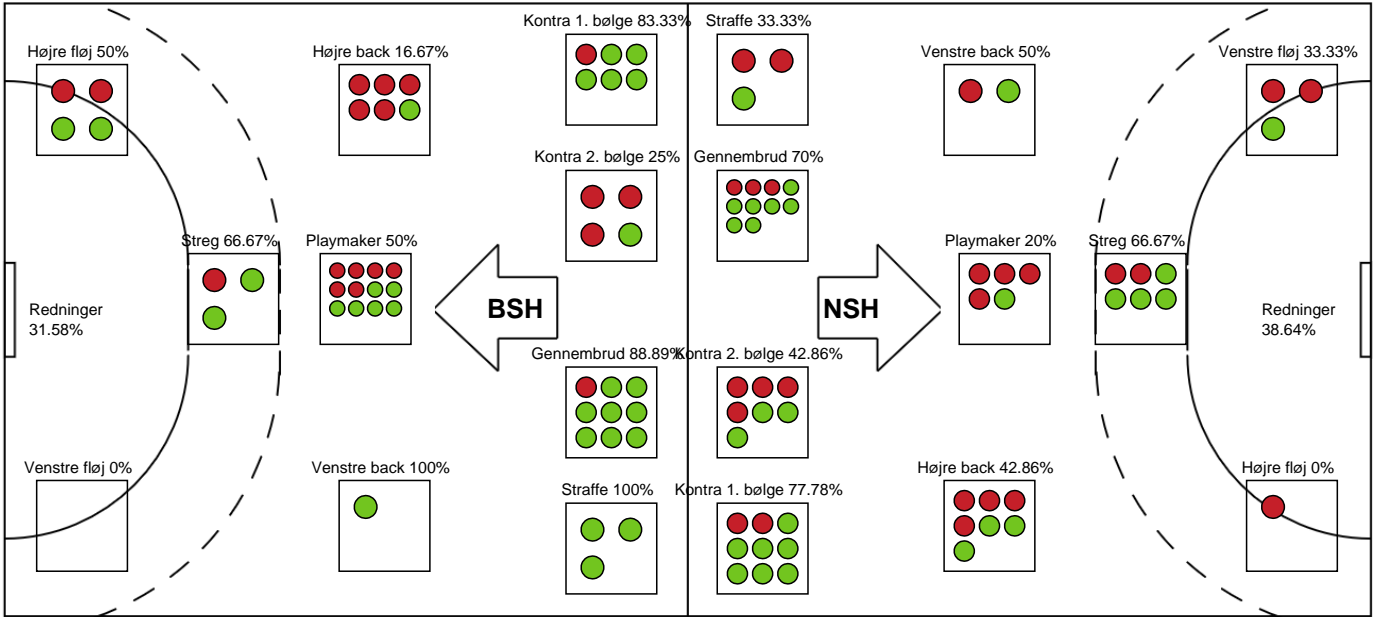 Kontra 1. bølge 83.33%
Straffe 33.33%
Højre fløj 50%
Højre back 16.67%
Venstre back 50%
Venstre fløj 33.33%
Kontra 2. bølge 25%
Gennembrud 70%
Streg 66.67%
Playmaker 50%
Playmaker 20%
Streg 66.67%
Redninger
31.58%
BSH
NSH
Redninger
38.64%
Gennembrud 88.89%
Kontra 2. bølge 42.86%
Venstre fløj 0%
Venstre back 100%
Straffe 100%
Kontra 1. bølge 77.78%
Højre back 42.86%
Højre fløj 0%